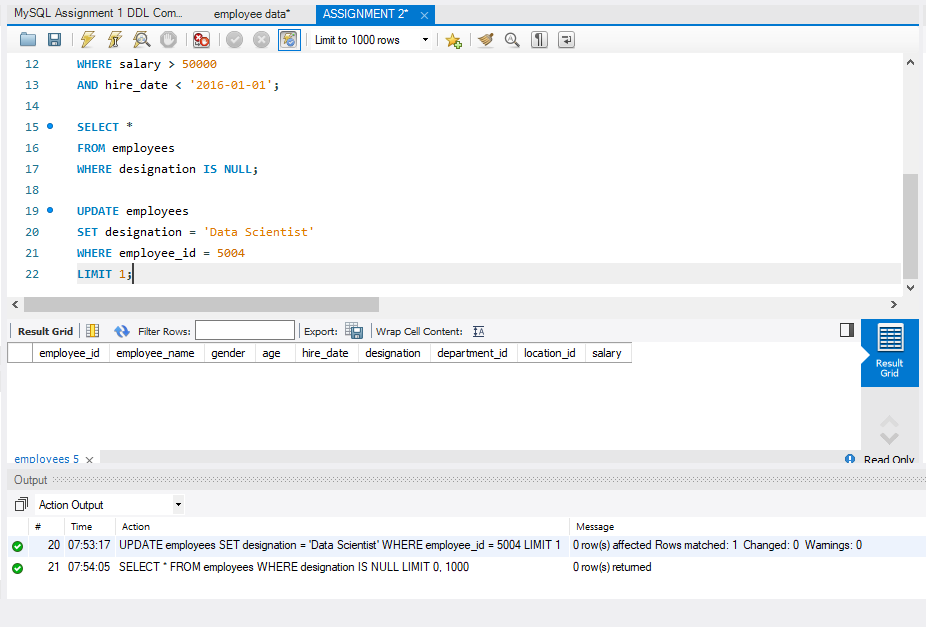 MySQL Assignment 1 DDL Com... employee data* ASSIGNMENT 2*
Limit to 1000 rows
12 WHERE salary > 50000
13 AND hire_date < '2016-01-01';
14
15 SELECT *
16 FROM employees
17 WHERE designation IS NULL;
18
19 UPDATE employees
20 SET designation = 'Data Scientist'
21 WHERE employee_id = 5004
22 LIMIT 1;
Result Grid Filter Rows: Export: Wrap Cell Content:
employee_id employee_name gender age hire_date designation department_id location_id salary
Result
Grid
employees 5 Read Only
Output
Action Output
# Time Action Message
20 07:53:17 UPDATE employees SET designation = 'Data Scientist' WHERE employee_id = 5004 LIMIT 1 0 row(s) affected Rows matched: 1 Changed: 0 Warnings: 0
21 07:54:05 SELECT * FROM employees WHERE designation IS NULL LIMIT 0, 1000 0 row(s) returned